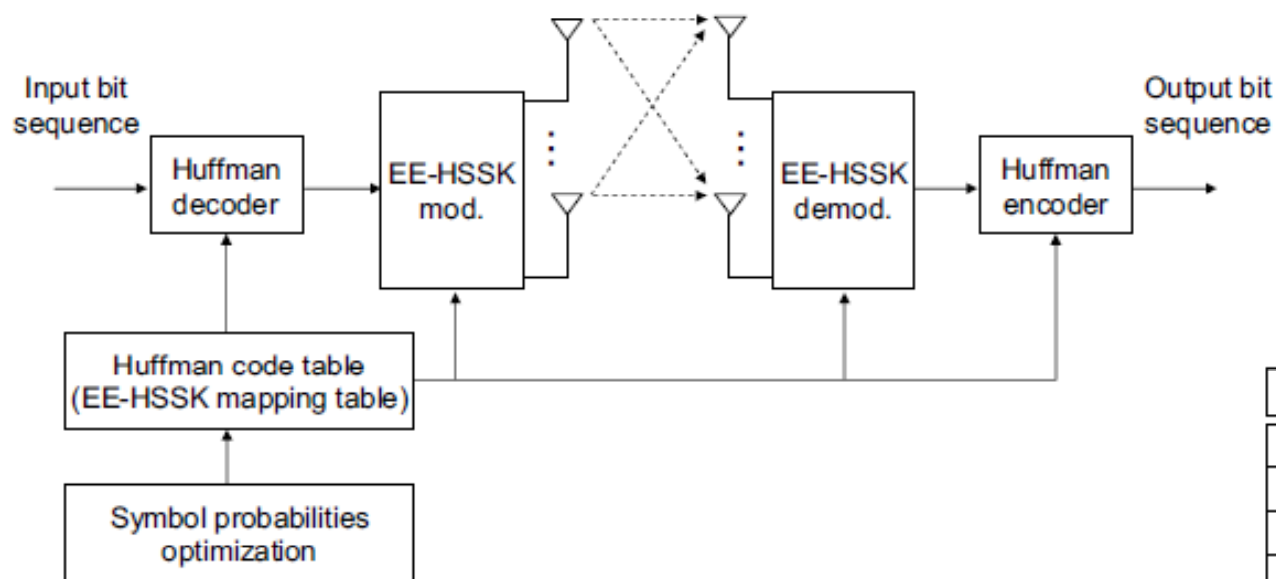 Input bit
sequence
Huffman
decoder
EE-HSSK
mod.
EE-HSSK
demod.
Huffman
encoder
Output bit
sequence
Huffman code table
(EE-HSSK mapping table)
Symbol probabilities
optimization